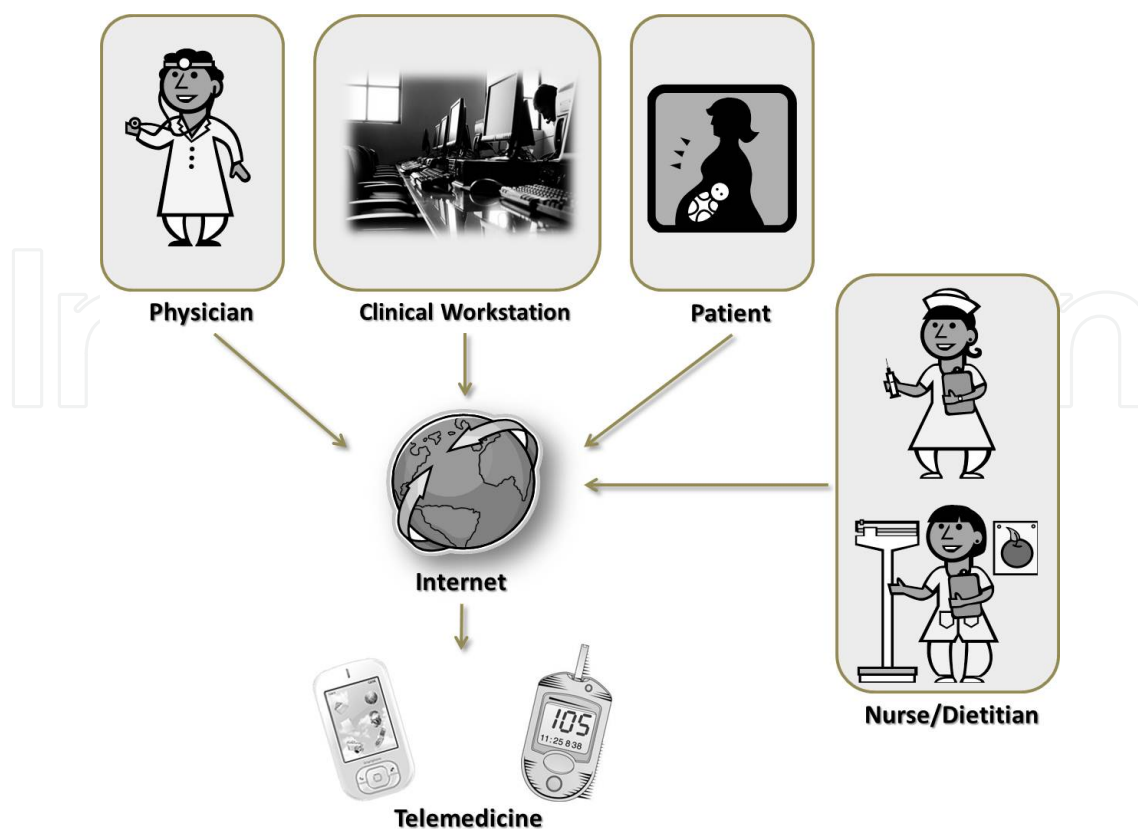 Physician
Clinical Workstation
Patient
Nurse/Dietitian
Internet
105
11:25 8-38
Telemedicine